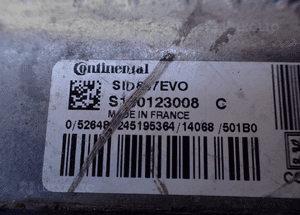 Continental
SID807EVO
S180123008 C
MADE IN FRANCE
0/52648 245195364/14068 /501B0